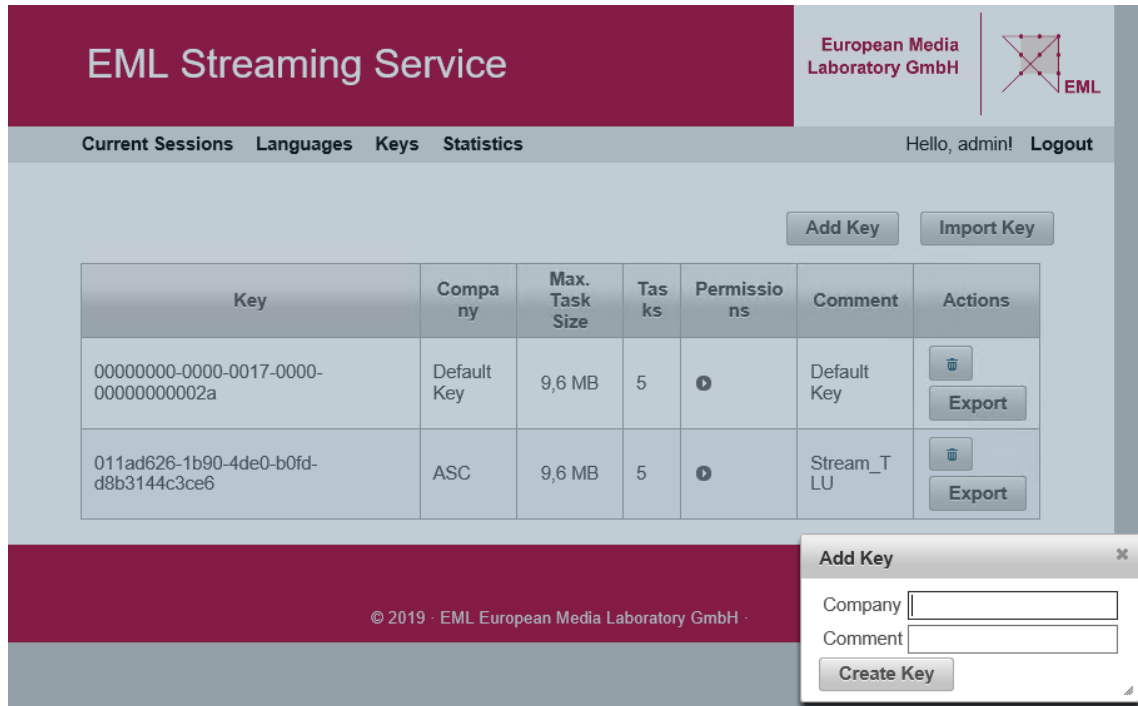 EML Streaming Service
European Media
Laboratory GmbH
EML
Current Sessions Languages Keys Statistics
Hello, admin! Logout
Add Key Import Key
Key
Compa
ny
Max.
Task
Size
Tas
ks
Permissio
ns
Comment
Actions
00000000-0000-0017-0000-
00000000002a
Default
Key
9,6 MB
5
Default
Key
Export
011ad626-1b90-4de0-b0fd-
d8b3144c3ce6
ASC
9,6 MB
5
Stream_T
LU
Export
© 2019 · EML European Media Laboratory GmbH ·
Add Key
Company
Comment
Create Key